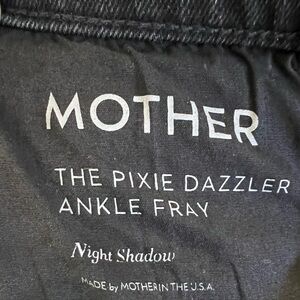 MOTHER
THE PIXIE DAZZLER
ANKLE FRAY
Night Shadow
MADE by MOTHER IN THE U.S.A.